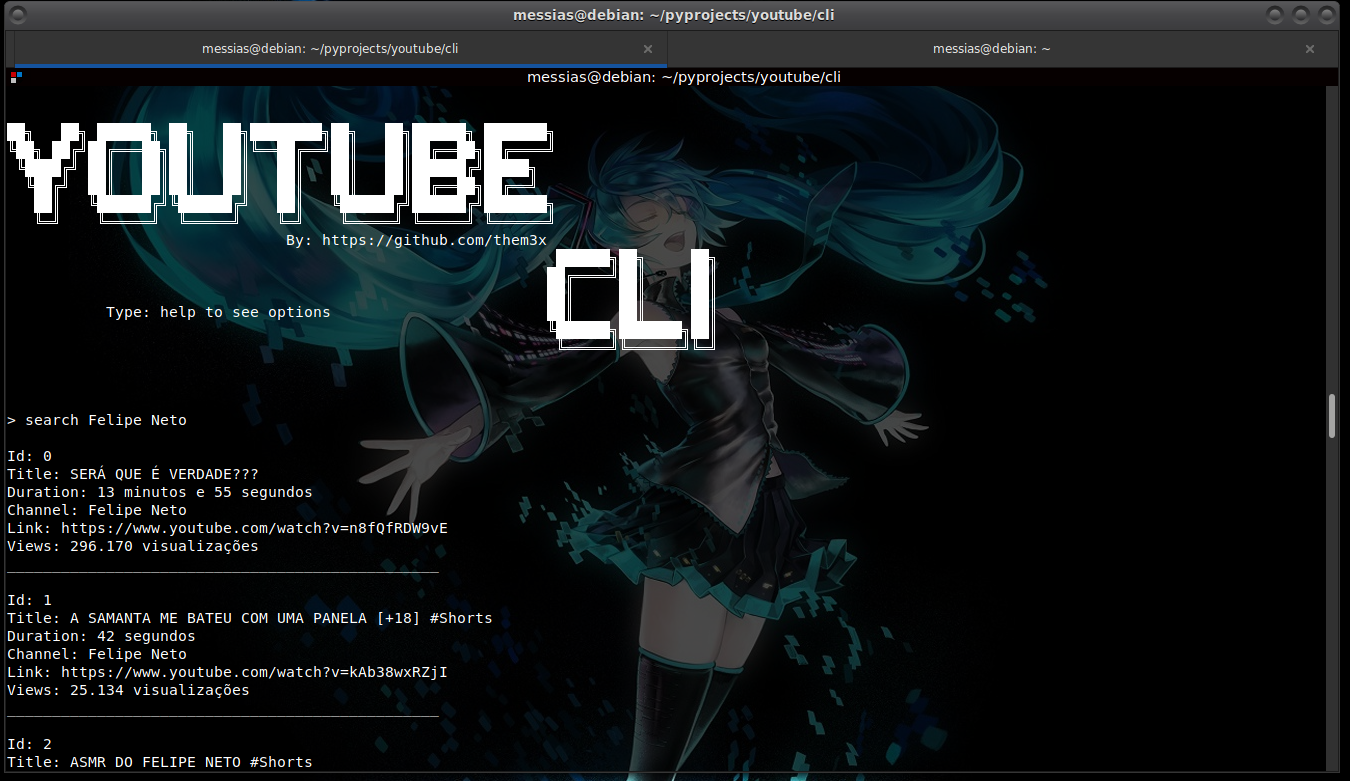 messias@debian: ~/pyprojects/youtube/cli
messias@debian: ~/pyprojects/youtube/cli
messias@debian: ~
messias@debian: ~/pyprojects/youtube/cli
YOUTUBE
By: https://github.com/them3x
CLI
Type: help to see options
> search Felipe Neto
Id: 0
Title: SERÁ QUE É VERDADE???
Duration: 13 minutos e 55 segundos
Channel: Felipe Neto
Link: https://www.youtube.com/watch?v=n8fQfRDW9vE
Views: 296.170 visualizações
________________________________________________
Id: 1
Title: A SAMANTA ME BATEU COM UMA PANELA [+18] #Shorts
Duration: 42 segundos
Channel: Felipe Neto
Link: https://www.youtube.com/watch?v=kAb38wxRZjI
Views: 25.134 visualizações
________________________________________________
Id: 2
Title: ASMR DO FELIPE NETO #Shorts